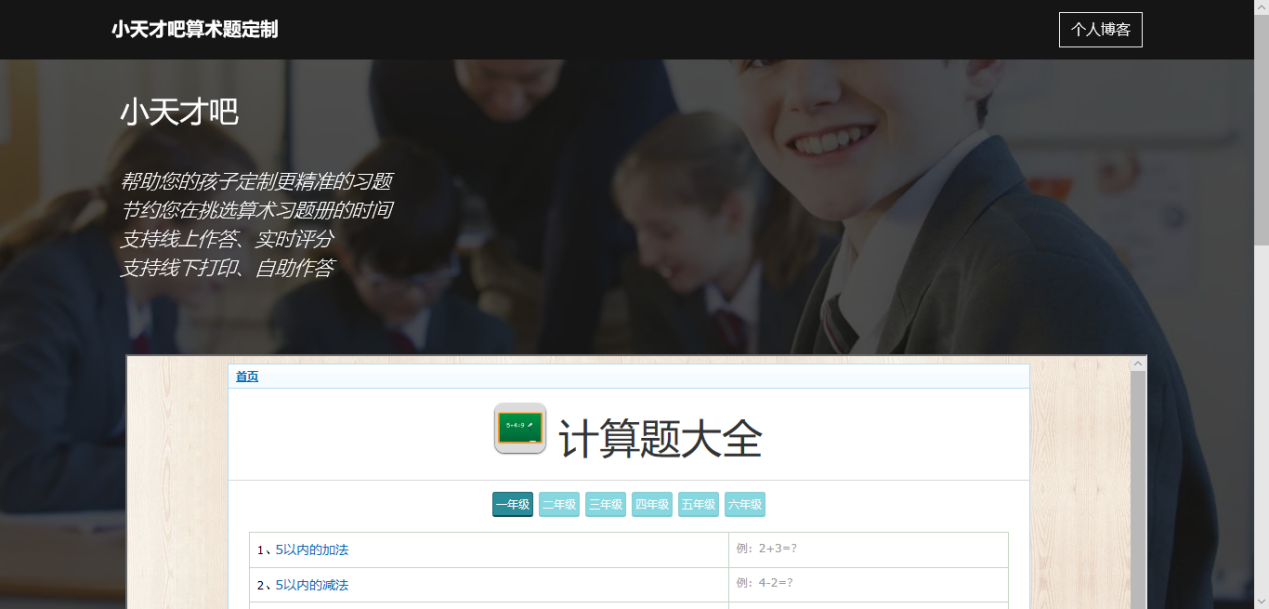 小天才吧算术题定制
个人博客
小天才吧
帮助您的孩子定制更精准的习题
节约您在挑选算术习题册的时间
支持线上作答、实时评分
支持线下打印、自助作答
首页
5+4=9
计算题大全
一年级 二年级 三年级 四年级 五年级 六年级
1、5以内的加法 例：2+3=?
2、5以内的减法 例：4-2=?